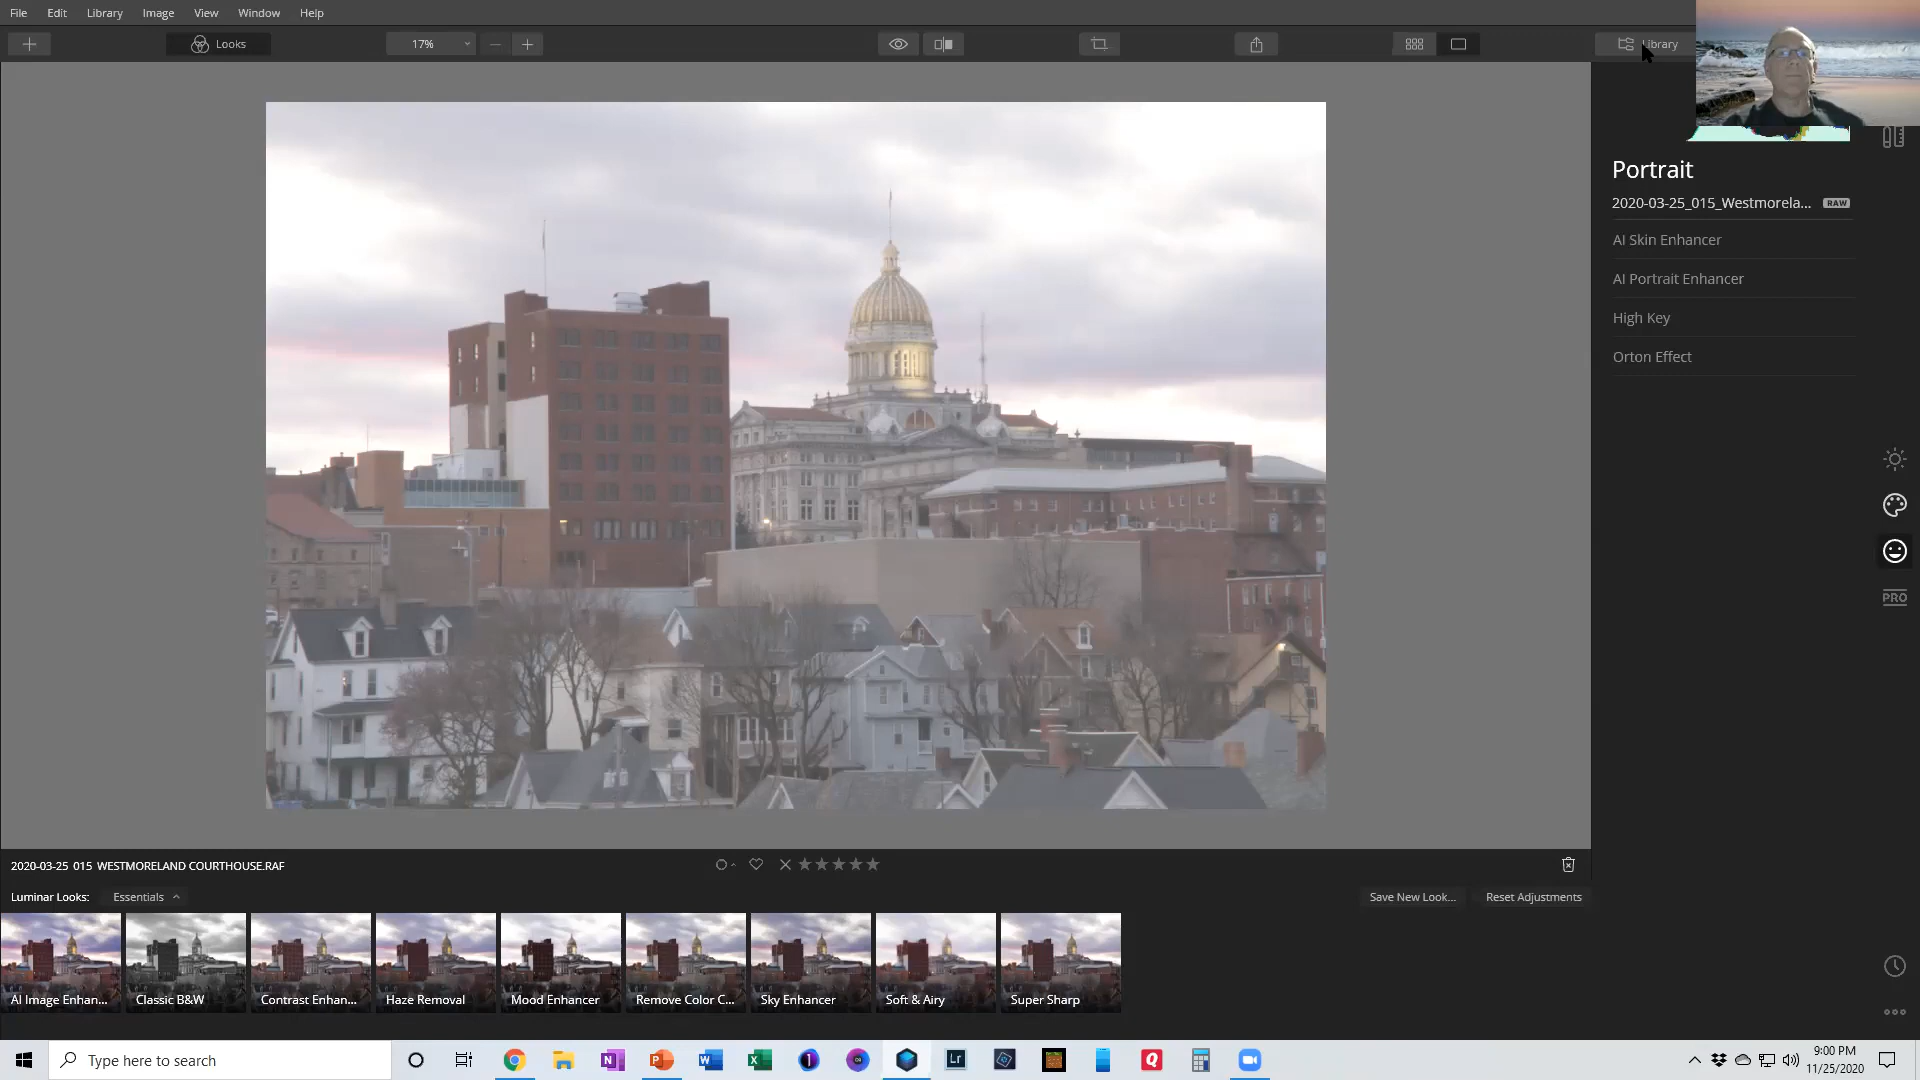 File Edit Library Image View Window Help
Looks
17%
Library
Portrait
2020-03-25_015_Westmorela... RAW
AI Skin Enhancer
AI Portrait Enhancer
High Key
Orton Effect
PRO
2020-03-25_015_WESTMORELAND COURTHOUSE.RAF
Luminar Looks: Essentials
Save New Look... Reset Adjustments
AI Image Enhan... Classic B&W Contrast Enhan... Haze Removal Mood Enhancer Remove Color C... Sky Enhancer Soft & Airy Super Sharp
Type here to search
9:00 PM
11/25/2020